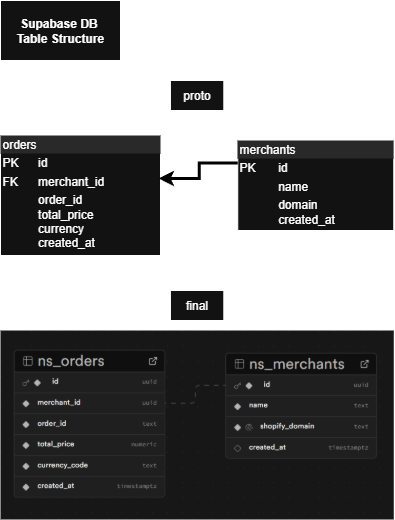 Supabase DB
Table Structure
proto
orders
PK id
FK merchant_id
order_id
total_price
currency
created_at
merchants
PK id
name
domain
created_at
final
ns_orders
id uuid
merchant_id uuid
order_id text
total_price numeric
currency_code text
created_at timestamptz
ns_merchants
id uuid
name text
shopify_domain text
created_at timestamptz